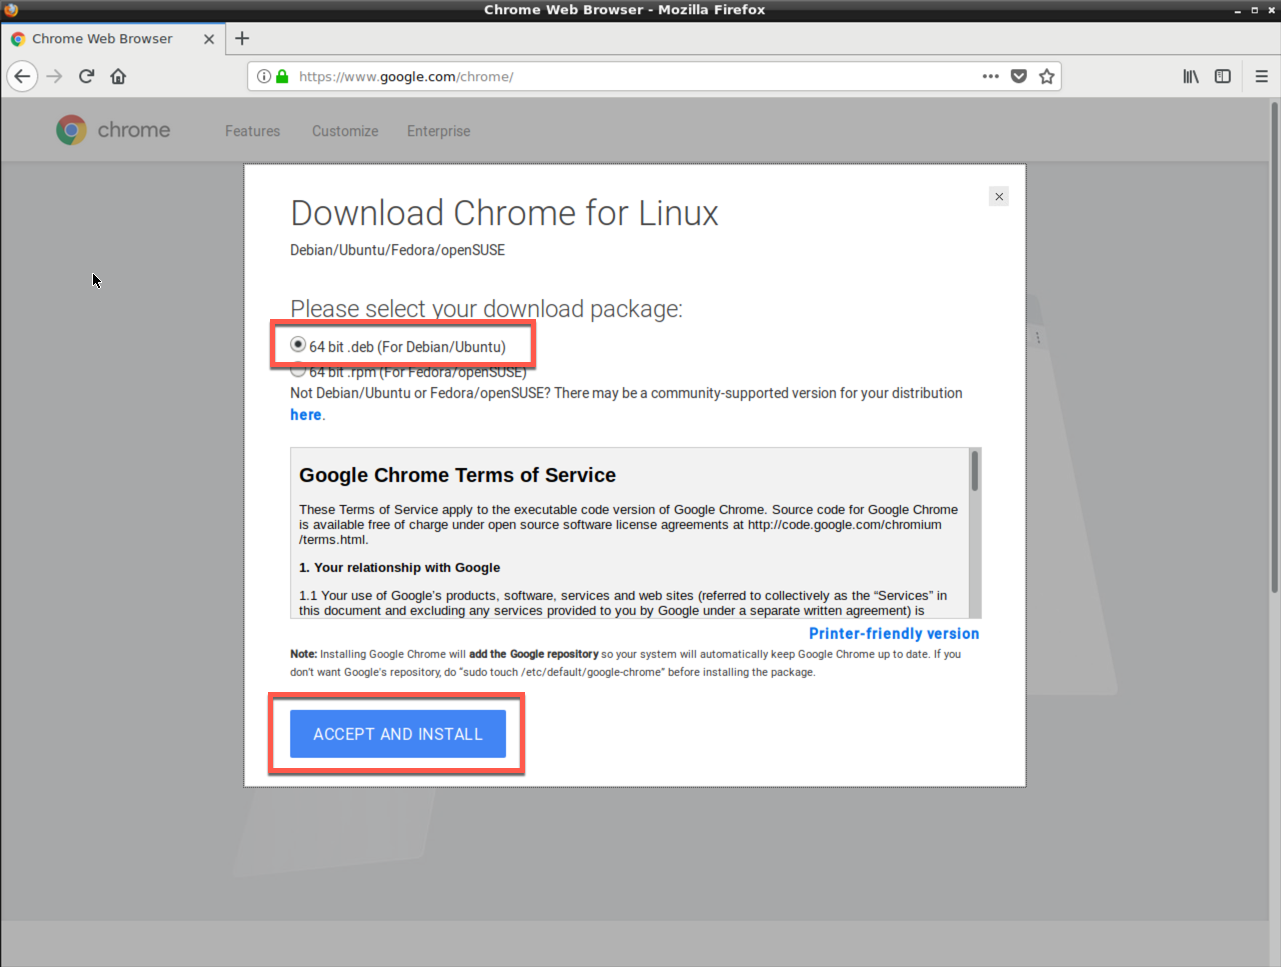 Chrome Web Browser - Mozilla Firefox
Chrome Web Browser
https://www.google.com/chrome/
chrome Features Customize Enterprise
Download Chrome for Linux
Debian/Ubuntu/Fedora/openSUSE
Please select your download package:
64 bit .deb (For Debian/Ubuntu)
64 bit .rpm (For Fedora/openSUSE)
Not Debian/Ubuntu or Fedora/openSUSE? There may be a community-supported version for your distribution
here.
Google Chrome Terms of Service
These Terms of Service apply to the executable code version of Google Chrome. Source code for Google Chrome
is available free of charge under open source software license agreements at http://code.google.com/chromium
/terms.html.
1. Your relationship with Google
1.1 Your use of Google's products, software, services and web sites (referred to collectively as the “Services” in
this document and excluding any services provided to you by Google under a separate written agreement) is
Printer-friendly version
Note: Installing Google Chrome will add the Google repository so your system will automatically keep Google Chrome up to date. If you
don't want Google's repository, do "sudo touch /etc/default/google-chrome" before installing the package.
ACCEPT AND INSTALL